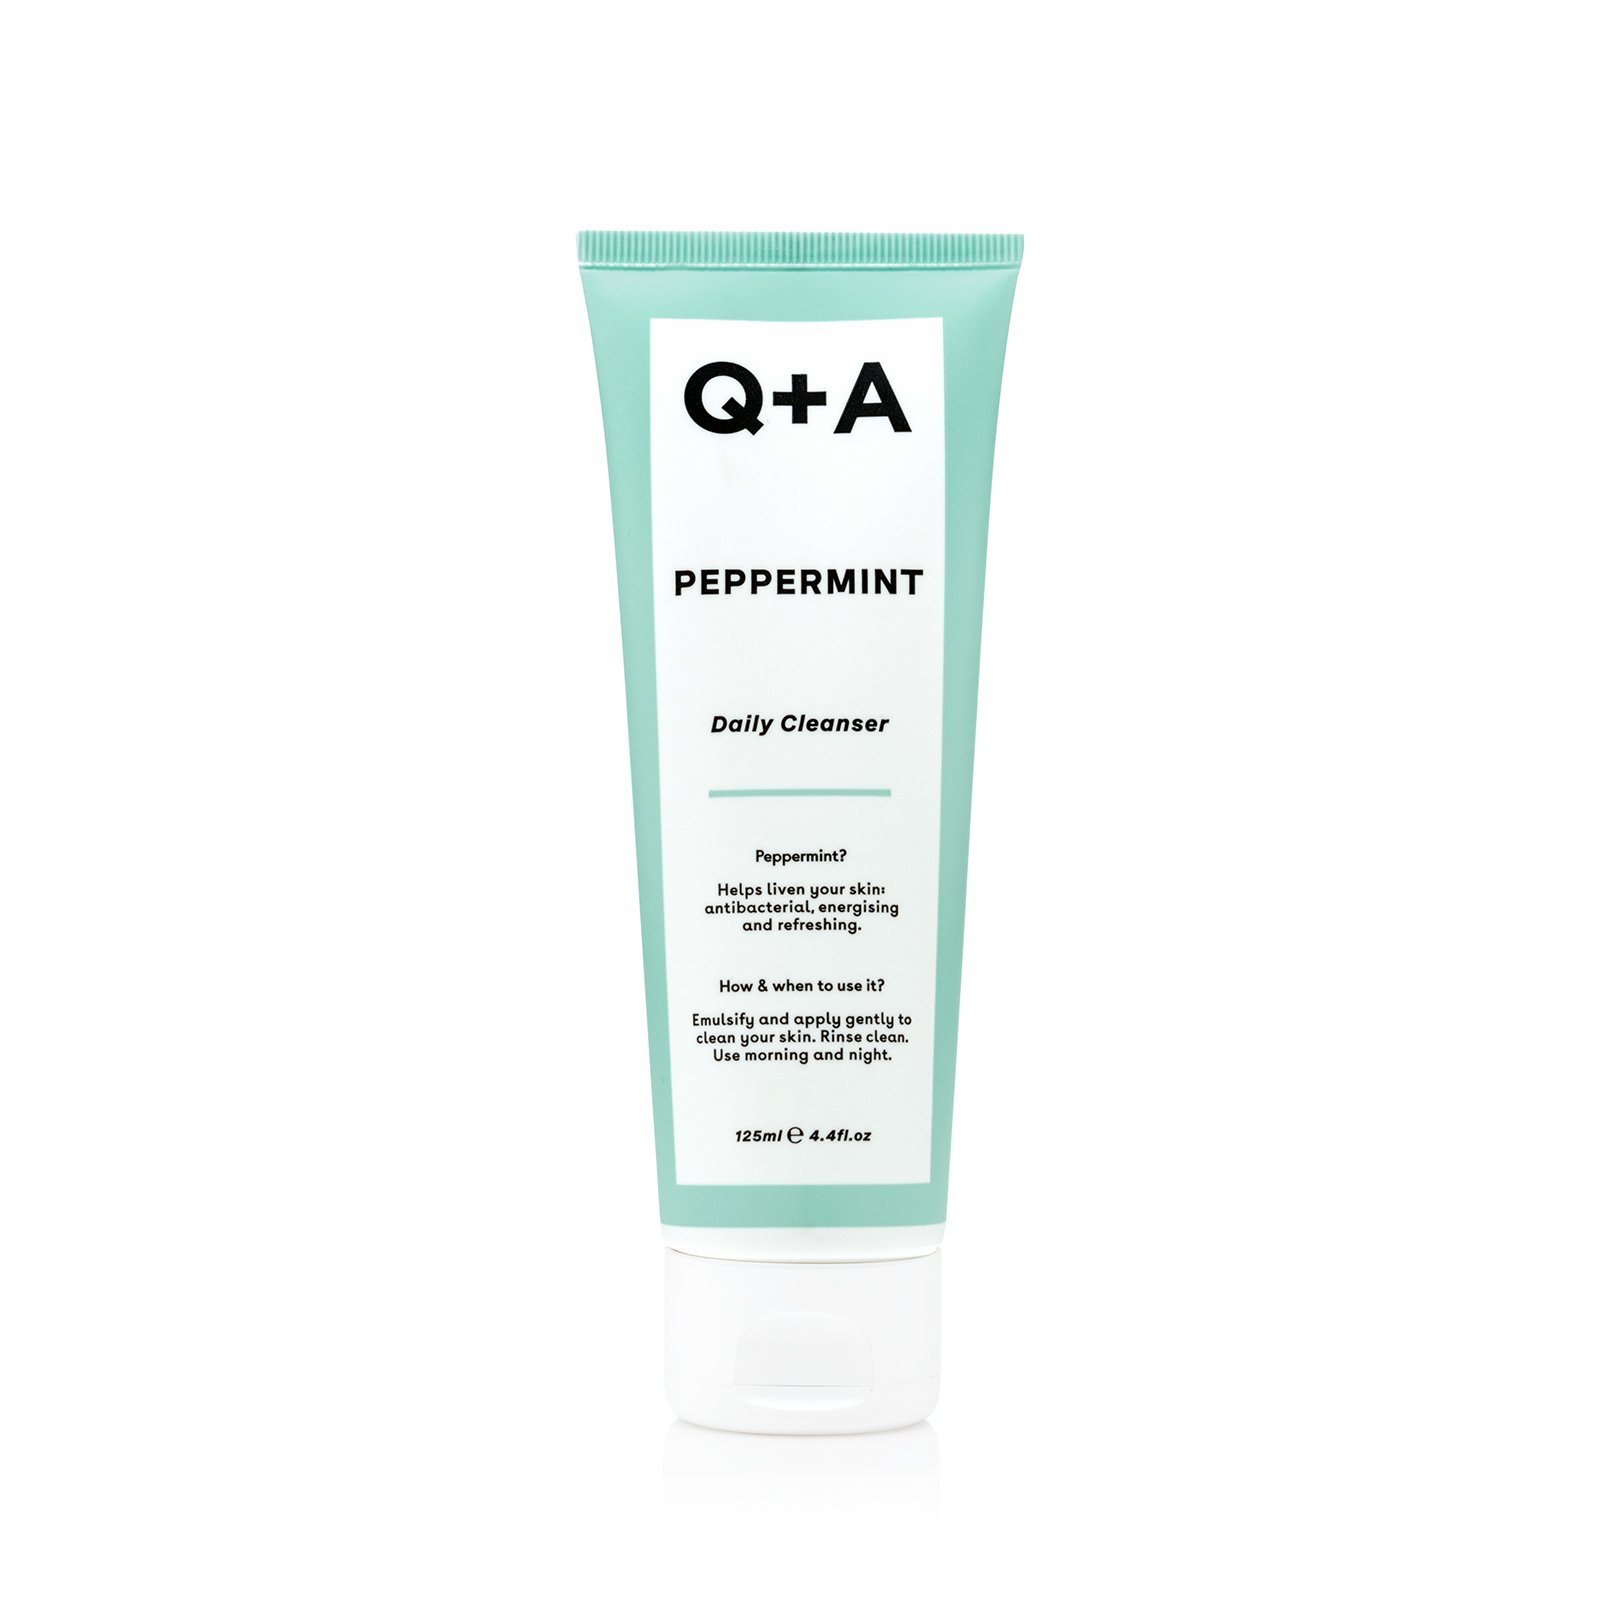 Q+A
PEPPERMINT
Daily Cleanser
Peppermint?
Helps liven your skin:
antibacterial, energising
and refreshing.
How & when to use it?
Emulsify and apply gently to
clean your skin. Rinse clean.
Use morning and night.
125ml ℮ 4.4fl.oz